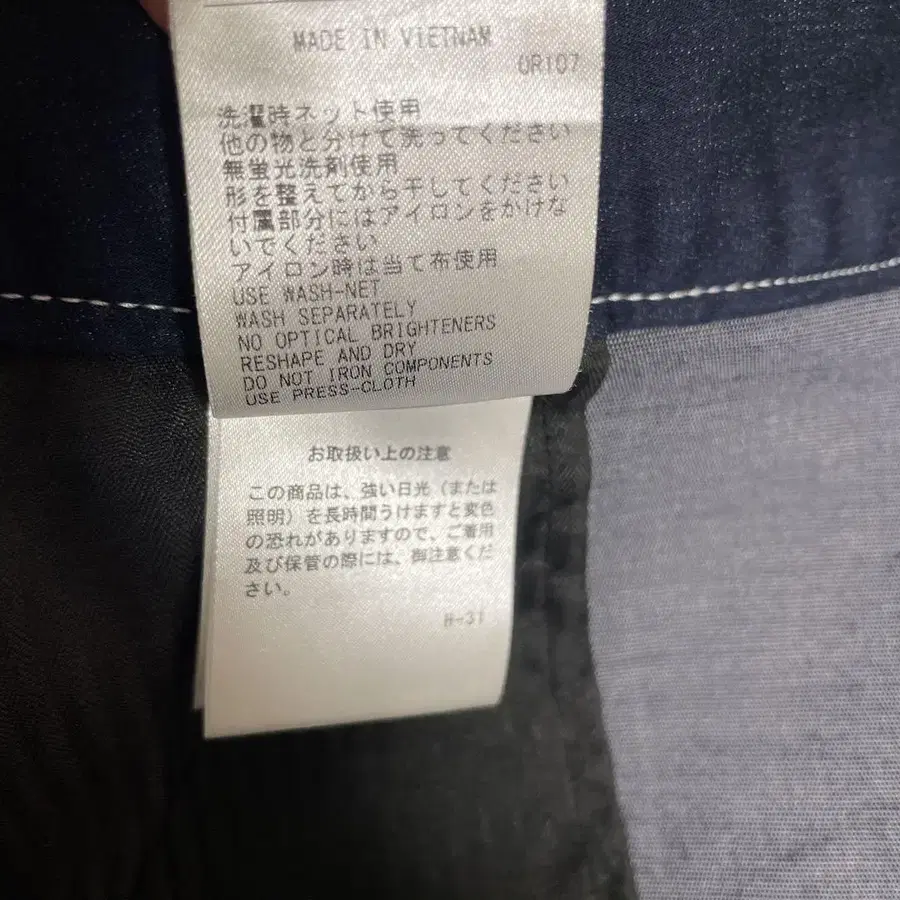 MADE IN VIETNAM
UR107
洗濯時ネット使用
他の物と分けて洗ってください
無蛍光洗剤使用
形を整えてから干してください
付属部分にはアイロンをかけな
いでください
アイロン時は当て布使用
USE WASH-NET
WASH SEPARATELY
NO OPTICAL BRIGHTENERS
RESHAPE AND DRY
DO NOT IRON COMPONENTS
USE PRESS-CLOTH
お取扱い上の注意
この商品は、強い日光（または
照明）を長時間うけますと変色
の恐れがありますので、ご着用
及び保管の際には、御注意くだ
さい。
H-31